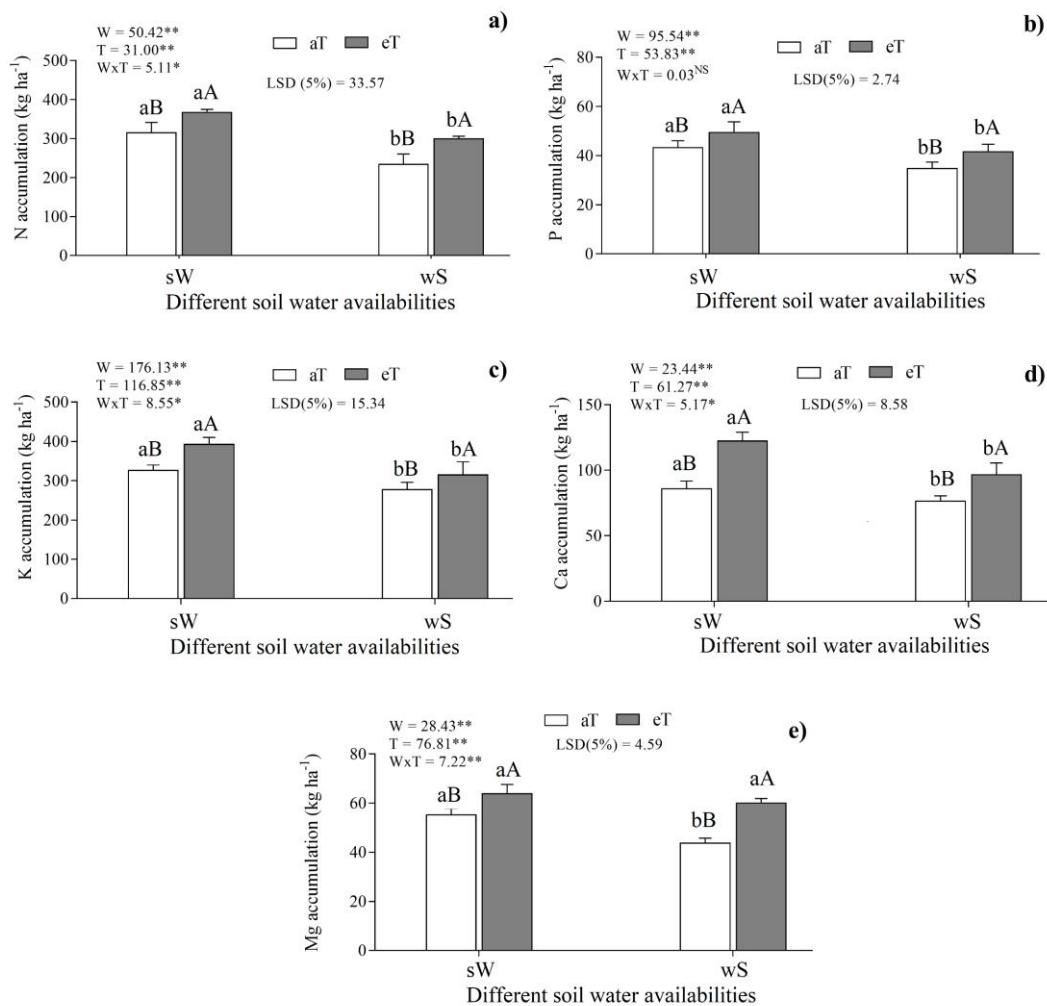 a)
W = 50.42**
T = 31.00**
WxT = 5.11*
aT eT
LSD (5%) = 33.57
N accumulation (kg ha⁻¹)
500
400
300
200
100
0
aB aA bB bA
sW wS
Different soil water availabilities
b)
W = 95.54**
T = 53.83**
WxT = 0.03ᴺˢ
aT eT
LSD(5%) = 2.74
P accumulation (kg ha⁻¹)
80
60
40
20
0
aB aA bB bA
sW wS
Different soil water availabilities
c)
W = 176.13**
T = 116.85**
WxT = 8.55*
aT eT
LSD(5%) = 15.34
K accumulation (kg ha⁻¹)
500
400
300
200
100
0
aB aA bB bA
sW wS
Different soil water availabilities
d)
W = 23.44**
T = 61.27**
WxT = 5.17*
aT eT
LSD(5%) = 8.58
Ca accumulation (kg ha⁻¹)
150
100
50
0
aB aA bB bA
sW wS
Different soil water availabilities
e)
W = 28.43**
T = 76.81**
WxT = 7.22**
aT eT
LSD(5%) = 4.59
Mg accumulation (kg ha⁻¹)
80
60
40
20
0
aB aA bB aA
sW wS
Different soil water availabilities